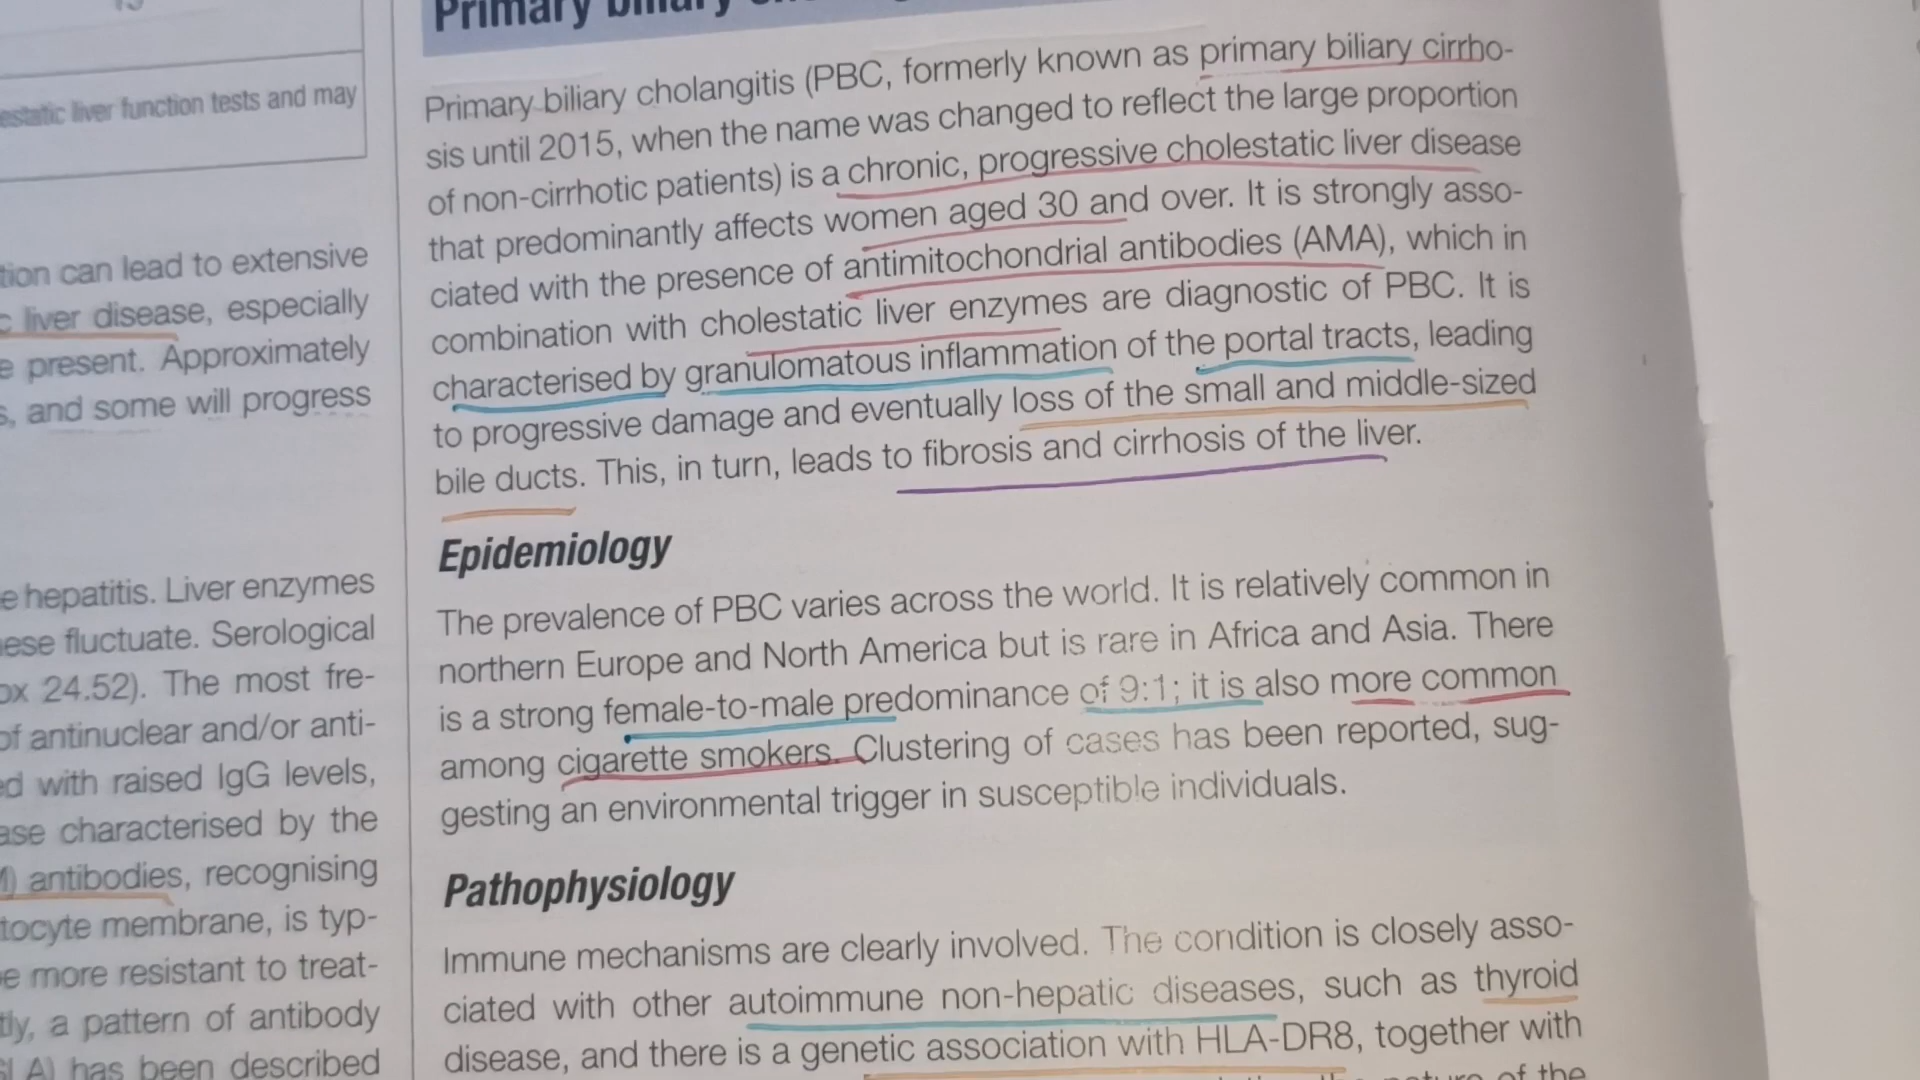 estatic liver function tests and may
tion can lead to extensive
c liver disease, especially
e present. Approximately
s, and some will progress
e hepatitis. Liver enzymes
ese fluctuate. Serological
ox 24.52). The most fre-
of antinuclear and/or anti-
ed with raised IgG levels,
ase characterised by the
antibodies, recognising
tocyte membrane, is typ-
e more resistant to treat-
tly, a pattern of antibody
has been described
Primary biliary
Primary biliary cholangitis (PBC, formerly known as primary biliary cirrho-
sis until 2015, when the name was changed to reflect the large proportion
of non-cirrhotic patients) is a chronic, progressive cholestatic liver disease
that predominantly affects women aged 30 and over. It is strongly asso-
ciated with the presence of antimitochondrial antibodies (AMA), which in
combination with cholestatic liver enzymes are diagnostic of PBC. It is
characterised by granulomatous inflammation of the portal tracts, leading
to progressive damage and eventually loss of the small and middle-sized
bile ducts. This, in turn, leads to fibrosis and cirrhosis of the liver.
Epidemiology
The prevalence of PBC varies across the world. It is relatively common in
northern Europe and North America but is rare in Africa and Asia. There
is a strong female-to-male predominance of 9:1; it is also more common
among cigarette smokers. Clustering of cases has been reported, sug-
gesting an environmental trigger in susceptible individuals.
Pathophysiology
Immune mechanisms are clearly involved. The condition is closely asso-
ciated with other autoimmune non-hepatic diseases, such as thyroid
disease, and there is a genetic association with HLA-DR8, together with
of the